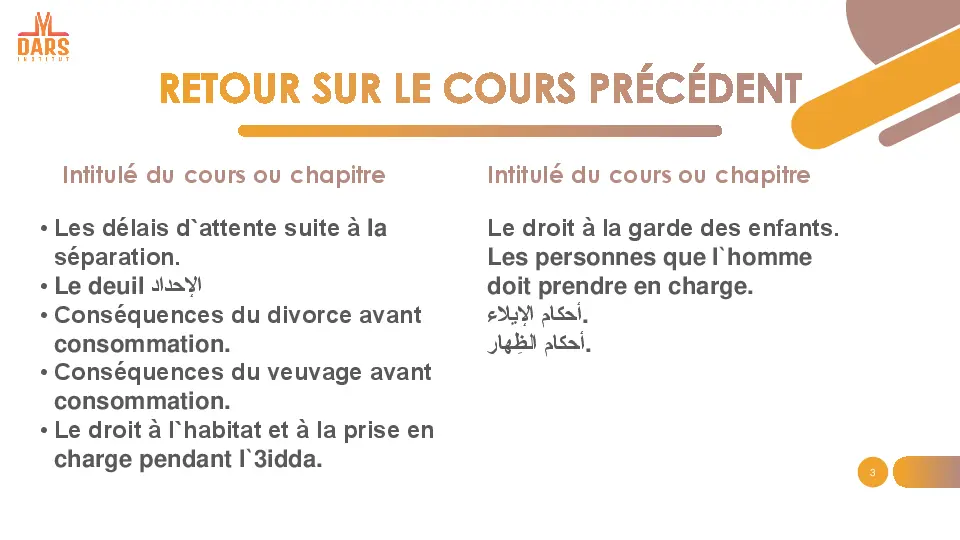 DARS
INSTITUT
RETOUR SUR LE COURS PRÉCÉDENT
Intitulé du cours ou chapitre
• Les délais d`attente suite à la
séparation.
• Le deuil الإحداد
• Conséquences du divorce avant
consommation.
• Conséquences du veuvage avant
consommation.
• Le droit à l`habitat et à la prise en
charge pendant l`3idda.
Intitulé du cours ou chapitre
Le droit à la garde des enfants.
Les personnes que l`homme
doit prendre en charge.
أحكام الإيلاء.
أحكام الظِهار.
3